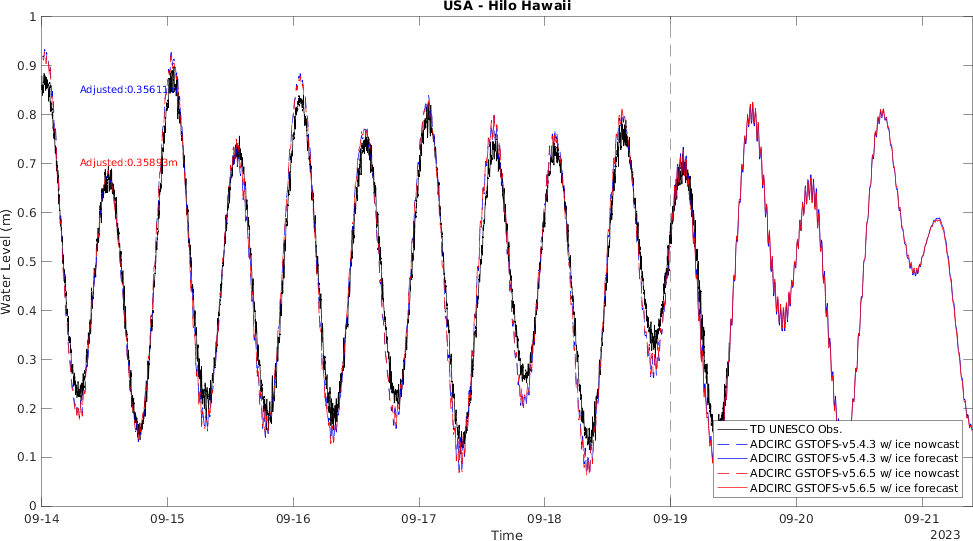 USA - Hilo Hawaii
1
0.9
0.8
0.7
0.6
0.5
0.4
0.3
0.2
0.1
0
Water Level (m)
Adjusted:0.35611
Adjusted:0.35893m
TD UNESCO Obs.
ADCIRC GSTOFS-v5.4.3 w/ ice nowcast
ADCIRC GSTOFS-v5.4.3 w/ ice forecast
ADCIRC GSTOFS-v5.6.5 w/ ice nowcast
ADCIRC GSTOFS-v5.6.5 w/ ice forecast
09-14 09-15 09-16 09-17 09-18 09-19 09-20 09-21
Time
2023